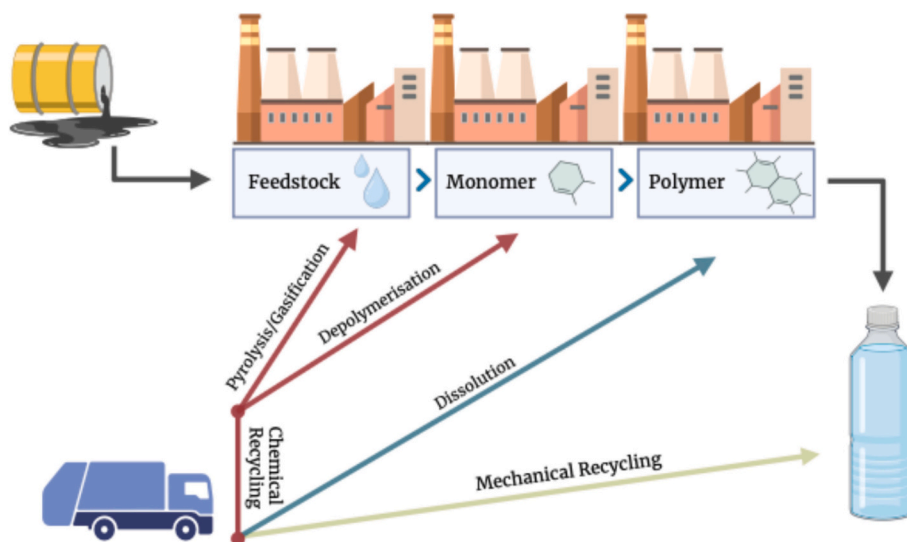 Feedstock
Monomer
Polymer
Pyrolysis/Gasification
Depolymerisation
Dissolution
Chemical
Recycling
Mechanical Recycling